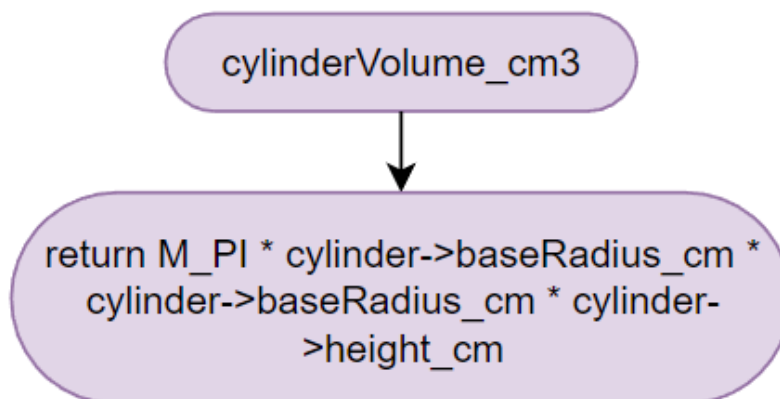 cylinderVolume_cm3
return M_PI * cylinder->baseRadius_cm *
cylinder->baseRadius_cm * cylinder-
>height_cm